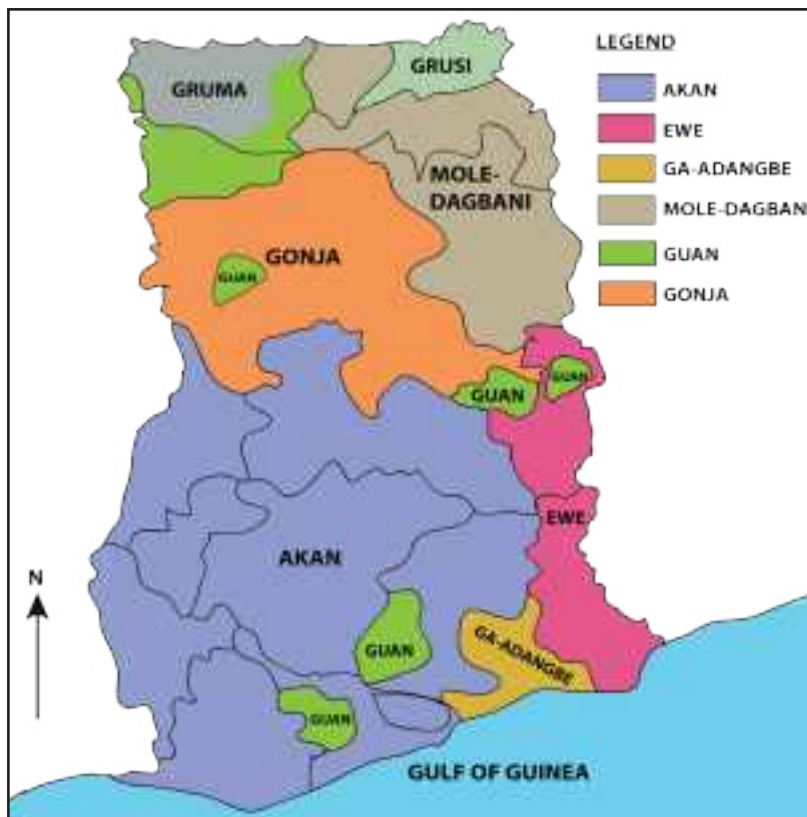 LEGEND
AKAN
EWE
GA-ADANGBE
MOLE-DAGBANI
GUAN
GONJA
GRUMA
GRUSI
MOLE-
DAGBANI
GONJA
GUAN
GUAN
GUAN
EWE
AKAN
N
GUAN
GA-ADANGBE
GUAN
GULF OF GUINEA